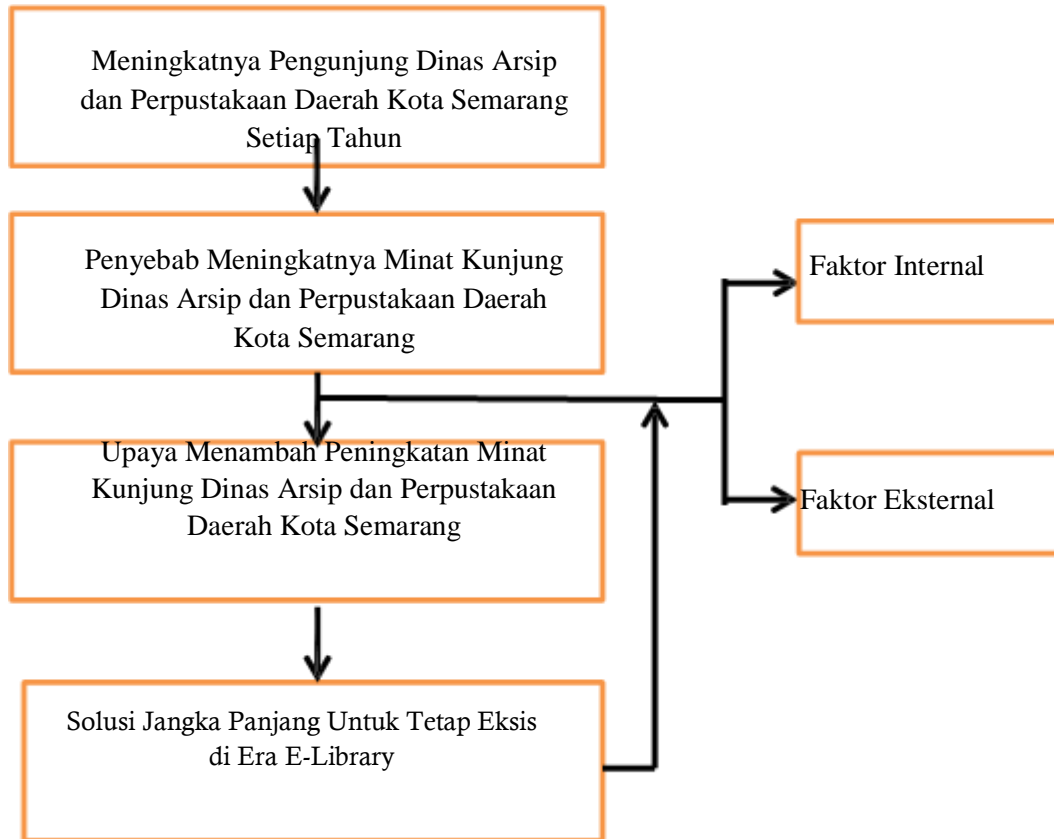 Meningkatnya Pengunjung Dinas Arsip
dan Perpustakaan Daerah Kota Semarang
Setiap Tahun
Penyebab Meningkatnya Minat Kunjung
Dinas Arsip dan Perpustakaan Daerah
Kota Semarang
Faktor Internal
Upaya Menambah Peningkatan Minat
Kunjung Dinas Arsip dan Perpustakaan
Daerah Kota Semarang
Faktor Eksternal
Solusi Jangka Panjang Untuk Tetap Eksis
di Era E-Library